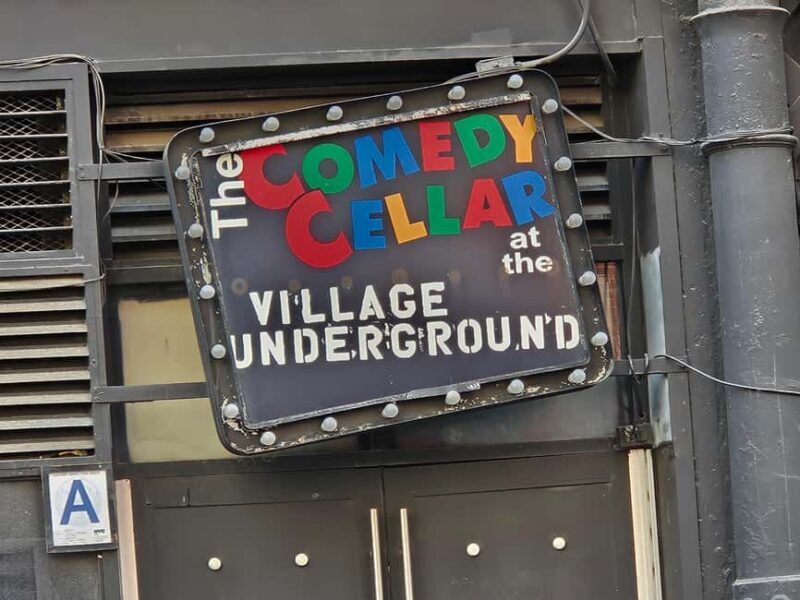 The COMEDY
CELLAR
at
the
VILLAGE
UNDERGROUND
A